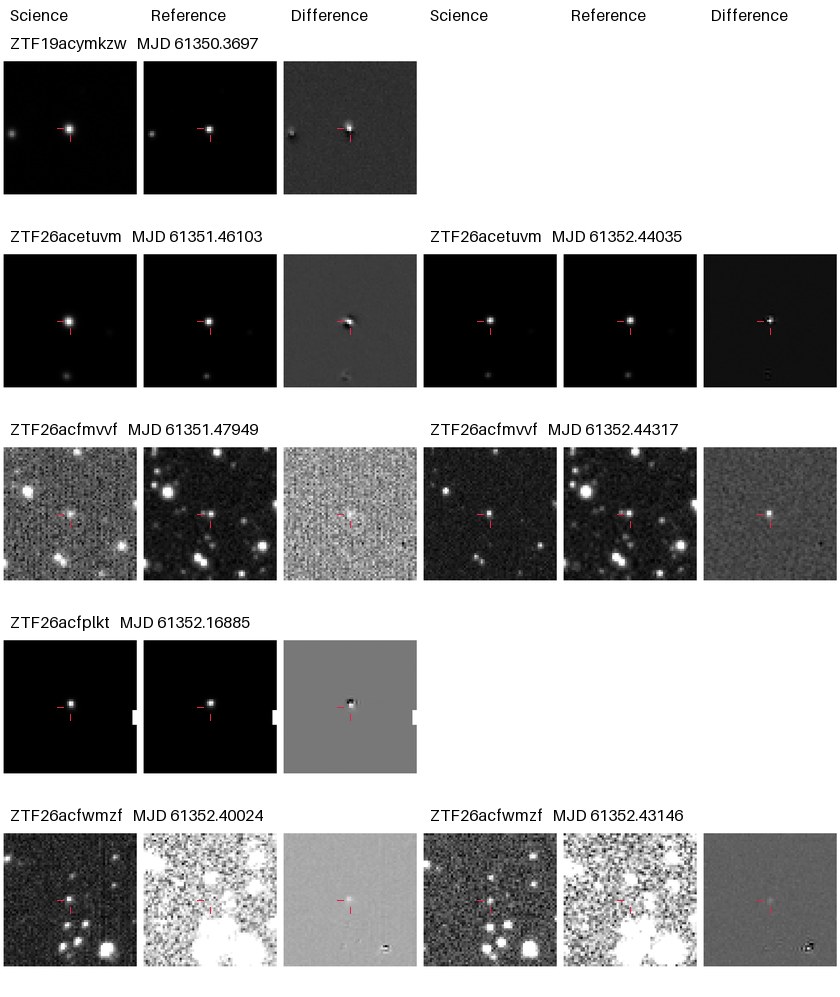 Science Reference Difference Science Reference Difference
ZTF19acymkzw MJD 61350.3697
ZTF26acetuvm MJD 61351.46103 ZTF26acetuvm MJD 61352.44035
ZTF26acfmvvf MJD 61351.47949 ZTF26acfmvvf MJD 61352.44317
ZTF26acfplkt MJD 61352.16885
ZTF26acfwmzf MJD 61352.40024 ZTF26acfwmzf MJD 61352.43146